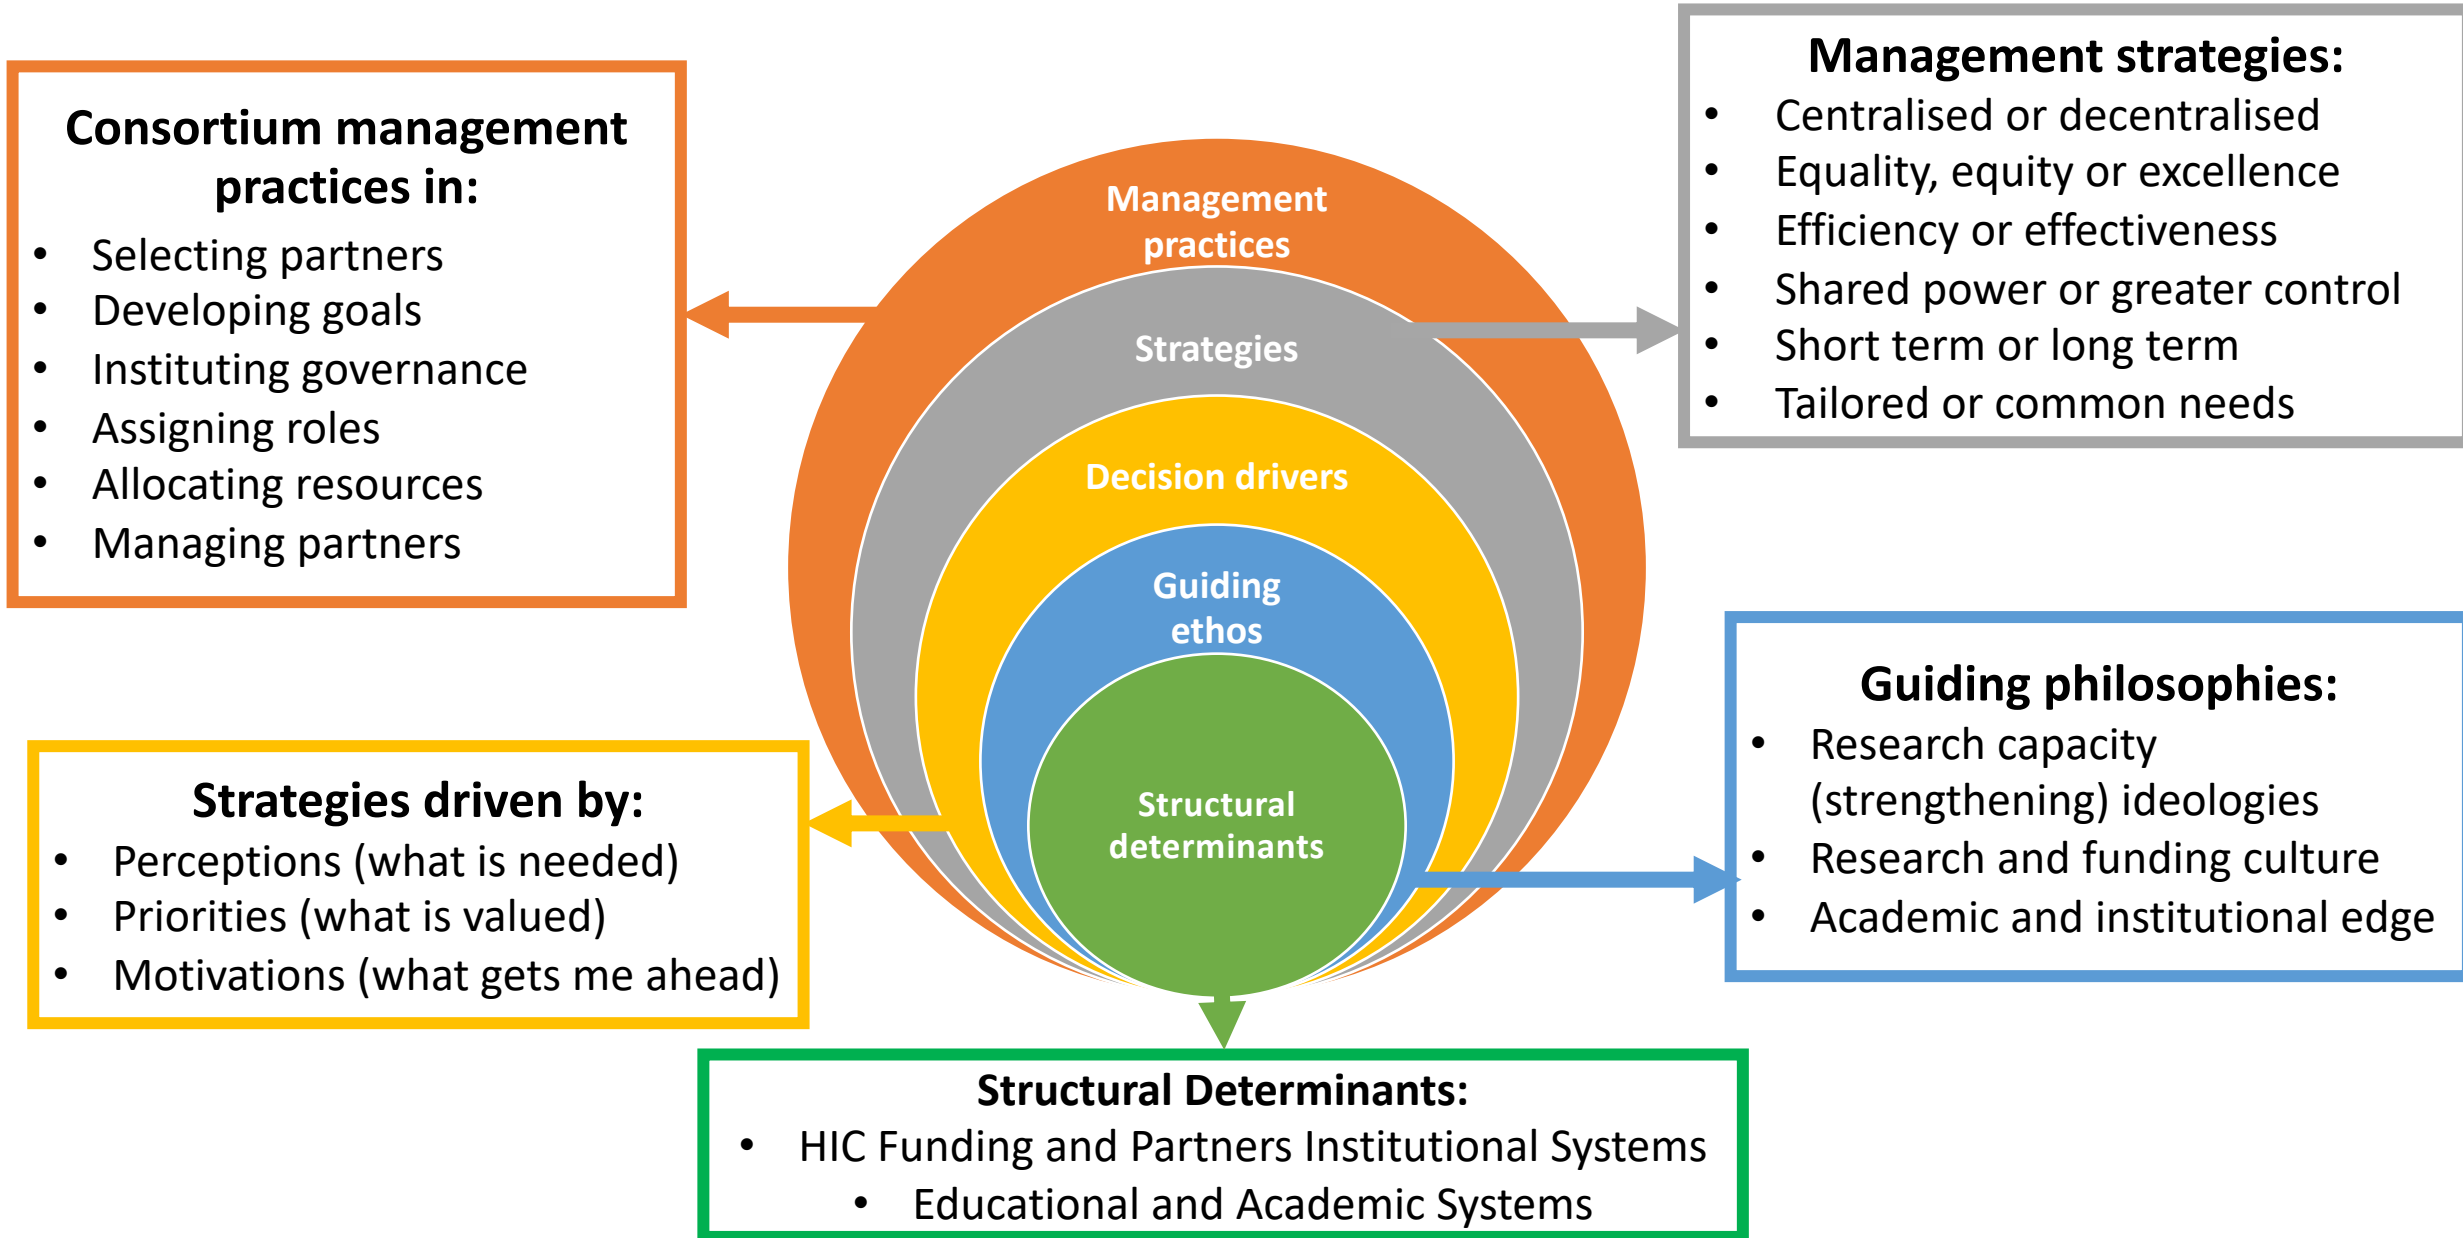 Consortium management
practices in:
• Selecting partners
• Developing goals
• Instituting governance
• Assigning roles
• Allocating resources
• Managing partners
Management strategies:
• Centralised or decentralised
• Equality, equity or excellence
• Efficiency or effectiveness
• Shared power or greater control
• Short term or long term
• Tailored or common needs
Management
practices
Strategies
Decision drivers
Guiding
ethos
Structural
determinants
Strategies driven by:
• Perceptions (what is needed)
• Priorities (what is valued)
• Motivations (what gets me ahead)
Guiding philosophies:
• Research capacity
(strengthening) ideologies
• Research and funding culture
• Academic and institutional edge
Structural Determinants:
• HIC Funding and Partners Institutional Systems
• Educational and Academic Systems